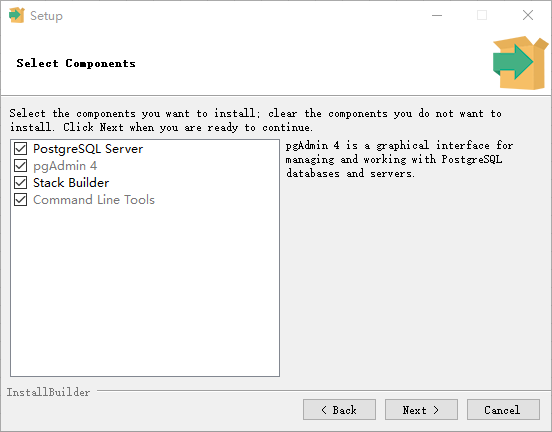 Setup
Select Components
Select the components you want to install; clear the components you do not want to
install. Click Next when you are ready to continue.
PostgreSQL Server
pgAdmin 4
Stack Builder
Command Line Tools
pgAdmin 4 is a graphical interface for
managing and working with PostgreSQL
databases and servers.
InstallBuilder
< Back
Next >
Cancel